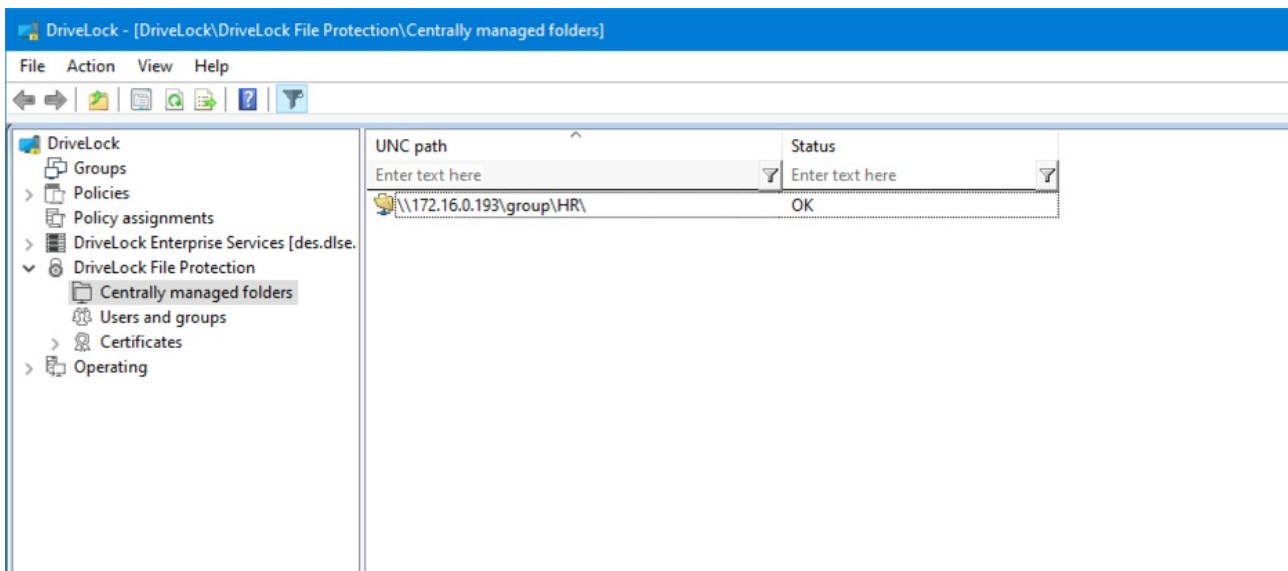 DriveLock - [DriveLock\DriveLock File Protection\Centrally managed folders]
File Action View Help
DriveLock
Groups
Policies
Policy assignments
DriveLock Enterprise Services [des.dlse.
DriveLock File Protection
Centrally managed folders
Users and groups
Certificates
Operating
UNC path Status
Enter text here Enter text here
\\172.16.0.193\group\HR\ OK